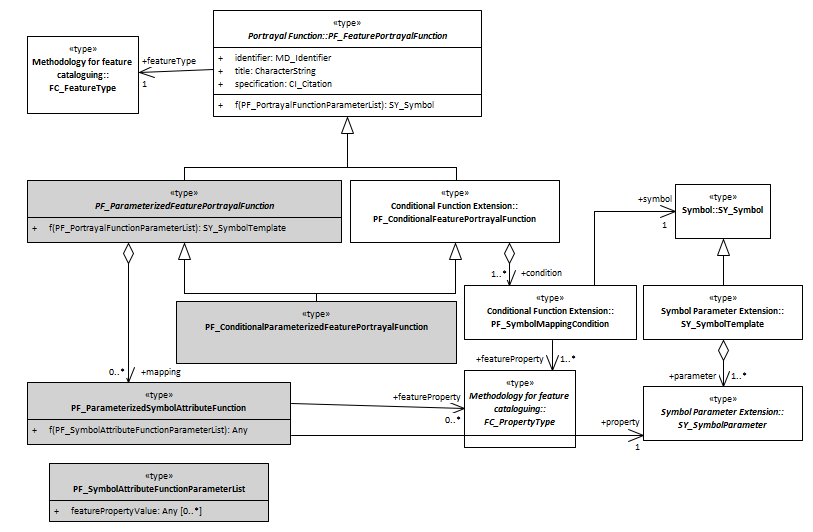 «type»
Portrayal Function::PF_FeaturePortrayalFunction
+ identifier: MD_Identifier
+ title: CharacterString
+ specification: CI_Citation
+ f(PF_PortrayalFunctionParameterList): SY_Symbol
«type»
Methodology for feature
cataloguing::
FC_FeatureType
+featureType
1
«type»
PF_ParameterizedFeaturePortrayalFunction
+ f(PF_PortrayalFunctionParameterList): SY_SymbolTemplate
«type»
Conditional Function Extension::
PF_ConditionalFeaturePortrayalFunction
«type»
Symbol::SY_Symbol
+symbol
1
1..*
+condition
«type»
PF_ConditionalParameterizedFeaturePortrayalFunction
«type»
Conditional Function Extension::
PF_SymbolMappingCondition
«type»
Symbol Parameter Extension::
SY_SymbolTemplate
0..*
+mapping
+featureProperty
1..*
+parameter
1..*
«type»
PF_ParameterizedSymbolAttributeFunction
+ f(PF_SymbolAttributeFunctionParameterList): Any
+featureProperty
0..*
«type»
Methodology for feature
cataloguing::
FC_PropertyType
+property
1
«type»
Symbol Parameter Extension::
SY_SymbolParameter
«type»
PF_SymbolAttributeFunctionParameterList
+ featurePropertyValue: Any [0..*]